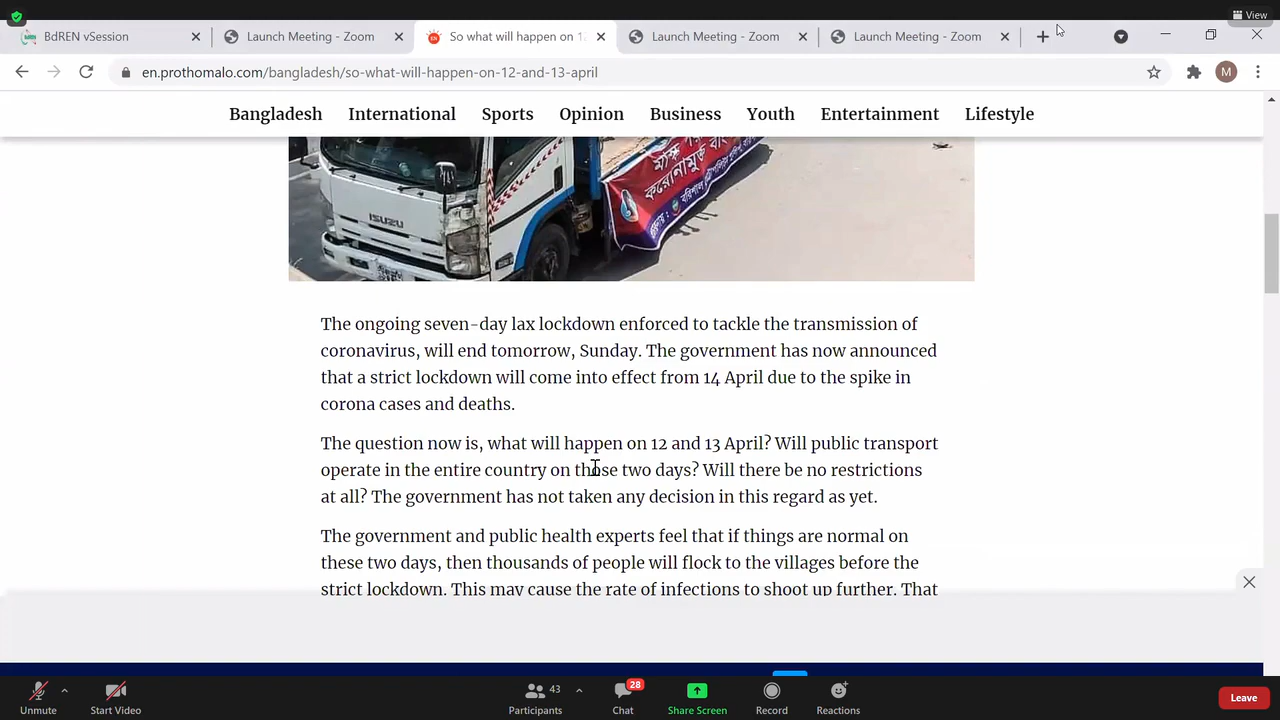 View
BdREN vSession
Launch Meeting - Zoom
So what will happen on 12
Launch Meeting - Zoom
Launch Meeting - Zoom
en.prothomalo.com/bangladesh/so-what-will-happen-on-12-and-13-april
M
Bangladesh International Sports Opinion Business Youth Entertainment Lifestyle
করোনামুক্ত
ISUZU
The ongoing seven-day lax lockdown enforced to tackle the transmission of
coronavirus, will end tomorrow, Sunday. The government has now announced
that a strict lockdown will come into effect from 14 April due to the spike in
corona cases and deaths.
The question now is, what will happen on 12 and 13 April? Will public transport
operate in the entire country on those two days? Will there be no restrictions
at all? The government has not taken any decision in this regard as yet.
The government and public health experts feel that if things are normal on
these two days, then thousands of people will flock to the villages before the
strict lockdown. This may cause the rate of infections to shoot up further. That
43
28
Unmute
Start Video
Participants
Chat
Share Screen
Record
Reactions
Leave